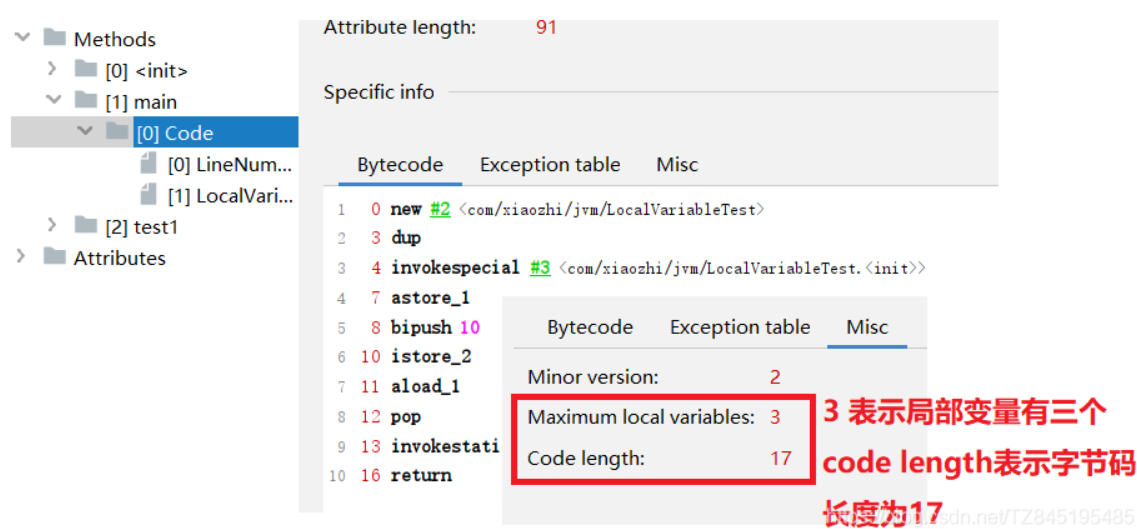 Methods
[0] <init>
[1] main
[0] Code
[0] LineNum...
[1] LocalVari...
[2] test1
Attributes
Attribute length: 91
Specific info
Bytecode Exception table Misc
1 0 new #2 <com/xiaozhi/jvm/LocalVariableTest>
2 3 dup
3 4 invokespecial #3 <com/xiaozhi/jvm/LocalVariableTest.<init>>
4 7 astore_1
5 8 bipush 10
6 10 istore_2
7 11 aload_1
8 12 pop
9 13 invokestati
10 16 return
Bytecode Exception table Misc
Minor version: 2
Maximum local variables: 3
Code length: 17
3 表示局部变量有三个
code length表示字节码
长度为17
sdn.net/TZ845195485